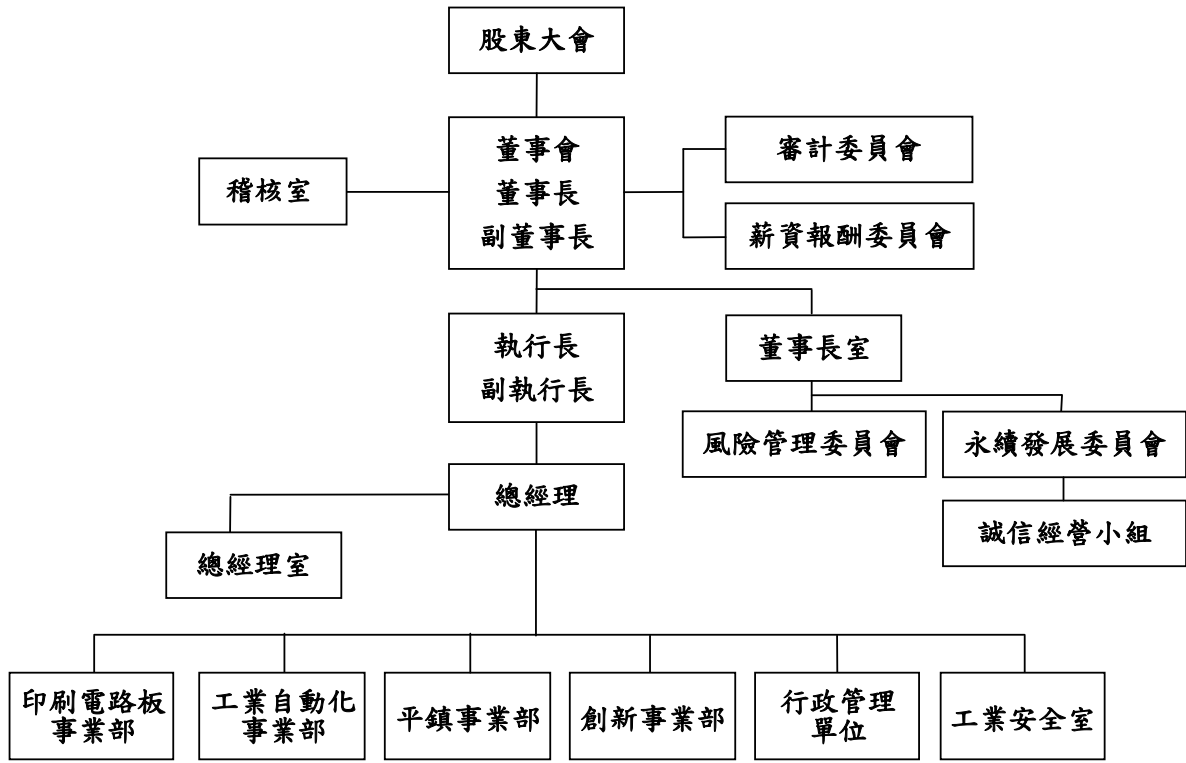 股東大會
董事會
董事長
副董事長
稽核室
審計委員會
薪資報酬委員會
執行長
副執行長
董事長室
風險管理委員會
永續發展委員會
總經理
誠信經營小組
總經理室
印刷電路板
事業部
工業自動化
事業部
平鎮事業部
創新事業部
行政管理
單位
工業安全室